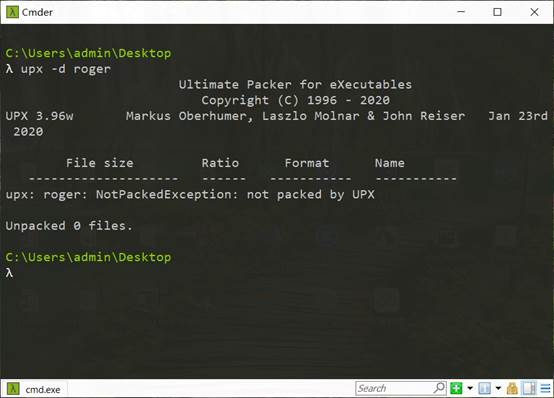 Cmder
C:\Users\admin\Desktop
λ upx -d roger
Ultimate Packer for eXecutables
Copyright (C) 1996 - 2020
UPX 3.96w Markus Oberhumer, Laszlo Molnar & John Reiser Jan 23rd
2020
File size Ratio Format Name
-------------------- ------ ----------- -----------
upx: roger: NotPackedException: not packed by UPX
Unpacked 0 files.
C:\Users\admin\Desktop
λ
cmd.exe Search